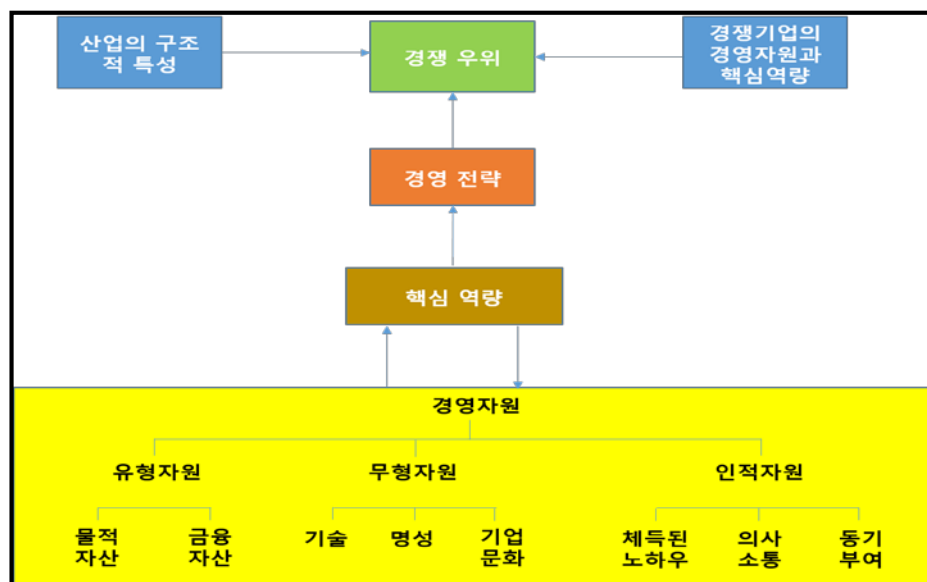 산업의 구조
적 특성
경쟁 우위
경쟁기업의
경영자원과
핵심역량
경영 전략
핵심 역량
경영자원
유형자원
무형자원
인적자원
물적
자산
금융
자산
기술
명성
기업
문화
체득된
노하우
의사
소통
동기
부여